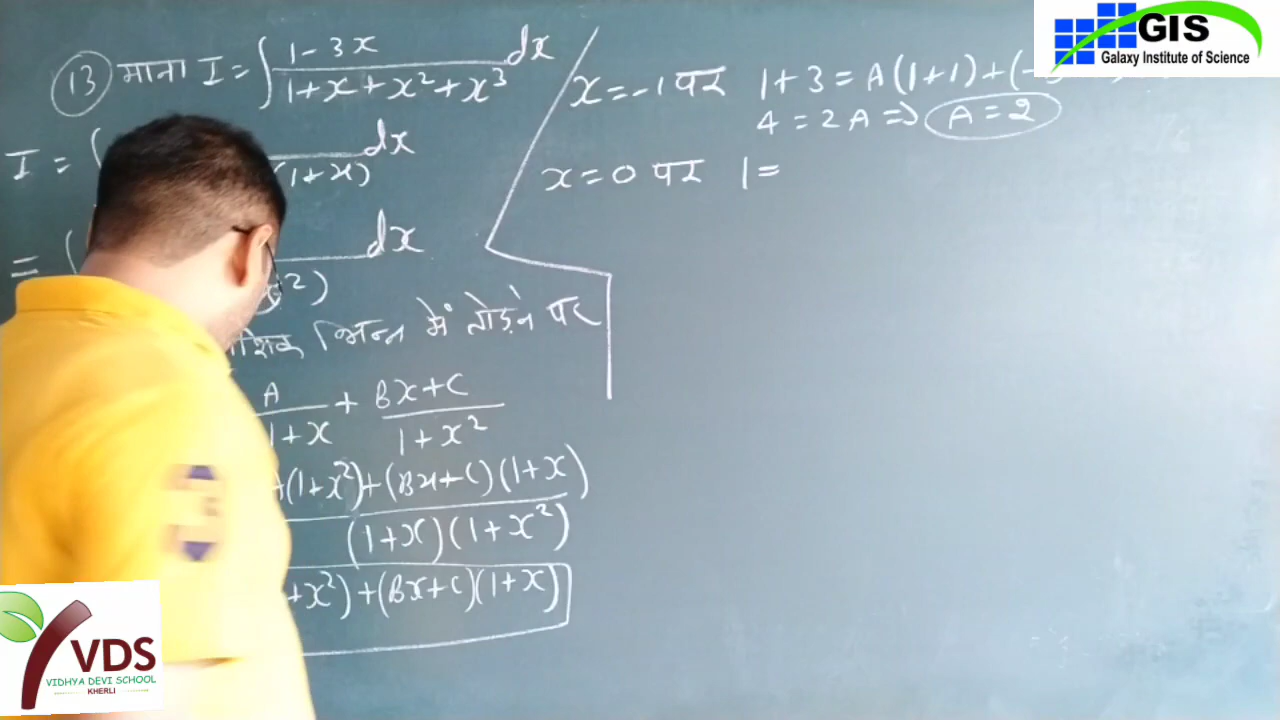 (13) माना I = ∫ 1 - 3x / 1 + x + x² + x³ dx
I = ∫ (1+x) dx
= ∫ x²) dx
भिन्न में तोड़ने पर
A / 1+x + Bx+C / 1+x²
(1+x²) + (Bx+C)(1+x)
(1+x)(1+x²)
+x²) + (Bx+C)(1+x)
x = -1 पर 1+3 = A(1+1) + (-
4 = 2A ⇒ A = 2
x = 0 पर 1 =
GIS
Galaxy Institute of Science
VDS
VIDHYA DEVI SCHOOL
KHERLI